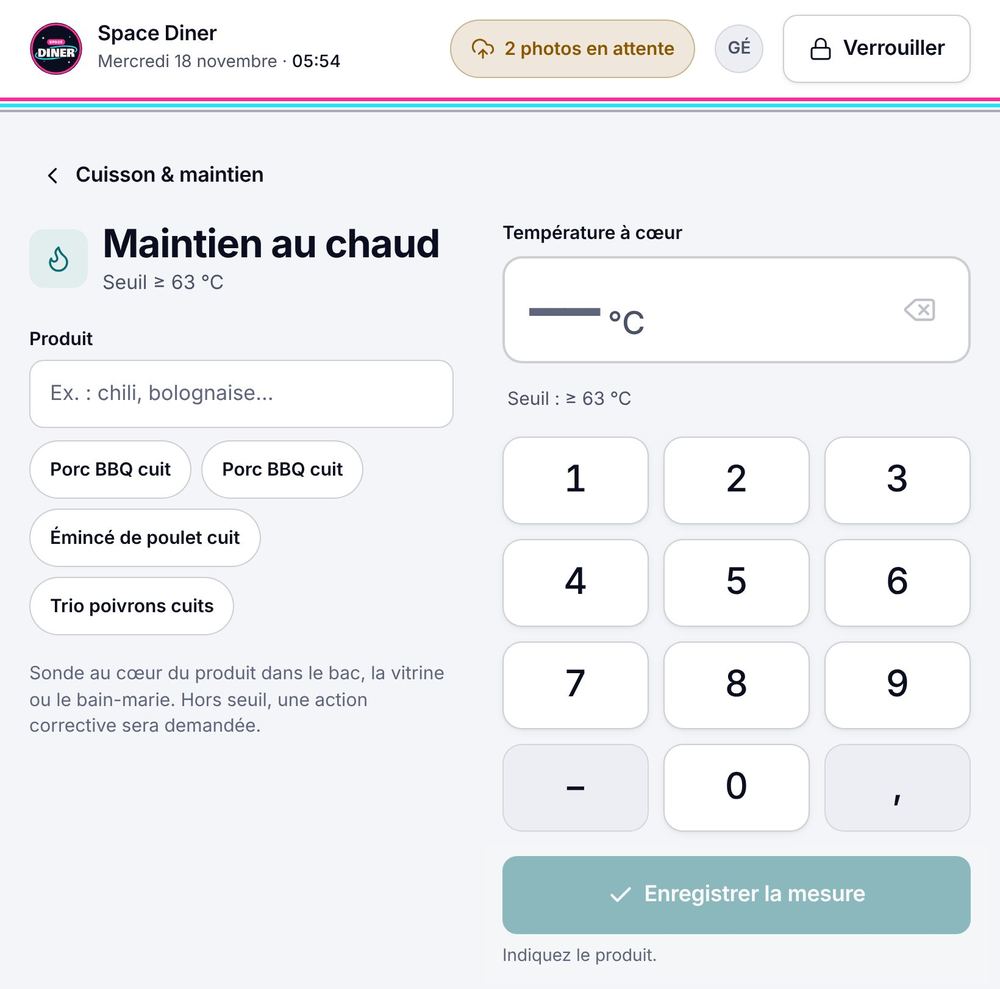 SPACE
DINER
Space Diner
Mercredi 18 novembre · 05:54
2 photos en attente
GÉ
Verrouiller
Cuisson & maintien
Maintien au chaud
Seuil ≥ 63 °C
Produit
Ex. : chili, bolognaise…
Porc BBQ cuit
Porc BBQ cuit
Émincé de poulet cuit
Trio poivrons cuits
Sonde au cœur du produit dans le bac, la vitrine
ou le bain-marie. Hors seuil, une action
corrective sera demandée.
Température à cœur
— °C
Seuil : ≥ 63 °C
1 2 3
4 5 6
7 8 9
− 0 ,
Enregistrer la mesure
Indiquez le produit.